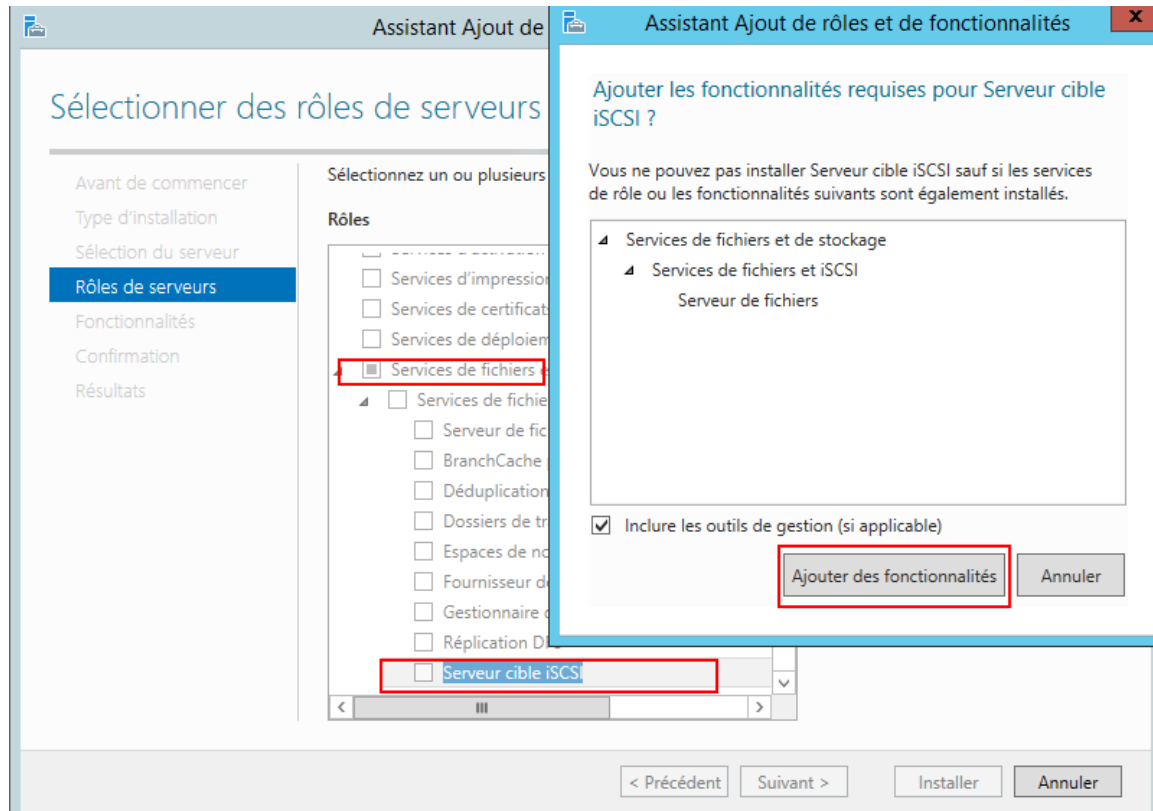 Assistant Ajout de
Sélectionner des rôles de serveurs
Avant de commencer
Type d'installation
Sélection du serveur
Rôles de serveurs
Fonctionnalités
Confirmation
Résultats
Sélectionnez un ou plusieurs
Rôles
Services d'activation
Services d'impression
Services de certificats
Services de déploiem
Services de fichiers e
Services de fichie
Serveur de fic
BranchCache p
Déduplication
Dossiers de tr
Espaces de no
Fournisseur de
Gestionnaire d
Réplication DFS
Serveur cible iSCSI
< Précédent
Suivant >
Installer
Annuler
Assistant Ajout de rôles et de fonctionnalités
x
Ajouter les fonctionnalités requises pour Serveur cible
iSCSI ?
Vous ne pouvez pas installer Serveur cible iSCSI sauf si les services
de rôle ou les fonctionnalités suivants sont également installés.
Services de fichiers et de stockage
Services de fichiers et iSCSI
Serveur de fichiers
Inclure les outils de gestion (si applicable)
Ajouter des fonctionnalités
Annuler